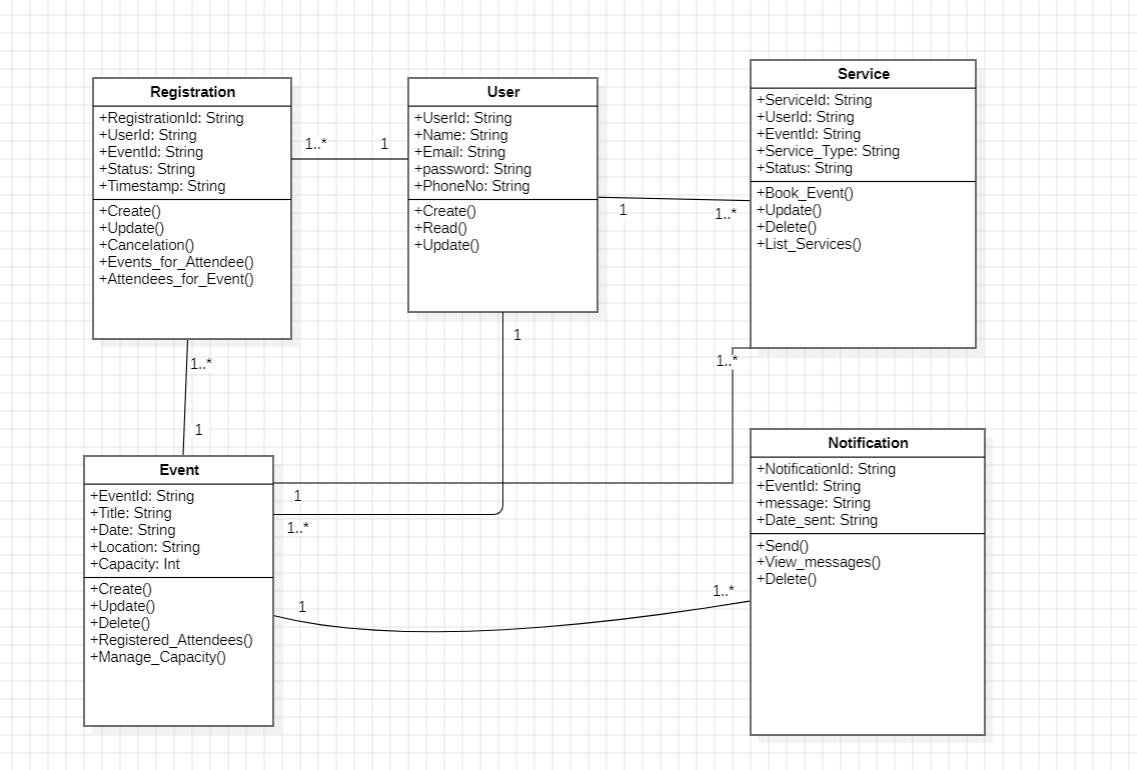 Registration
+RegistrationId: String
+UserId: String
+EventId: String
+Status: String
+Timestamp: String
+Create()
+Update()
+Cancelation()
+Events_for_Attendee()
+Attendees_for_Event()
1..*
1
User
+UserId: String
+Name: String
+Email: String
+password: String
+PhoneNo: String
+Create()
+Read()
+Update()
1
1..*
Service
+ServiceId: String
+UserId: String
+EventId: String
+Service_Type: String
+Status: String
+Book_Event()
+Update()
+Delete()
+List_Services()
1..*
1
1
1..*
Event
+EventId: String
+Title: String
+Date: String
+Location: String
+Capacity: Int
+Create()
+Update()
+Delete()
+Registered_Attendees()
+Manage_Capacity()
1
1..*
1
1..*
Notification
+NotificationId: String
+EventId: String
+message: String
+Date_sent: String
+Send()
+View_messages()
+Delete()